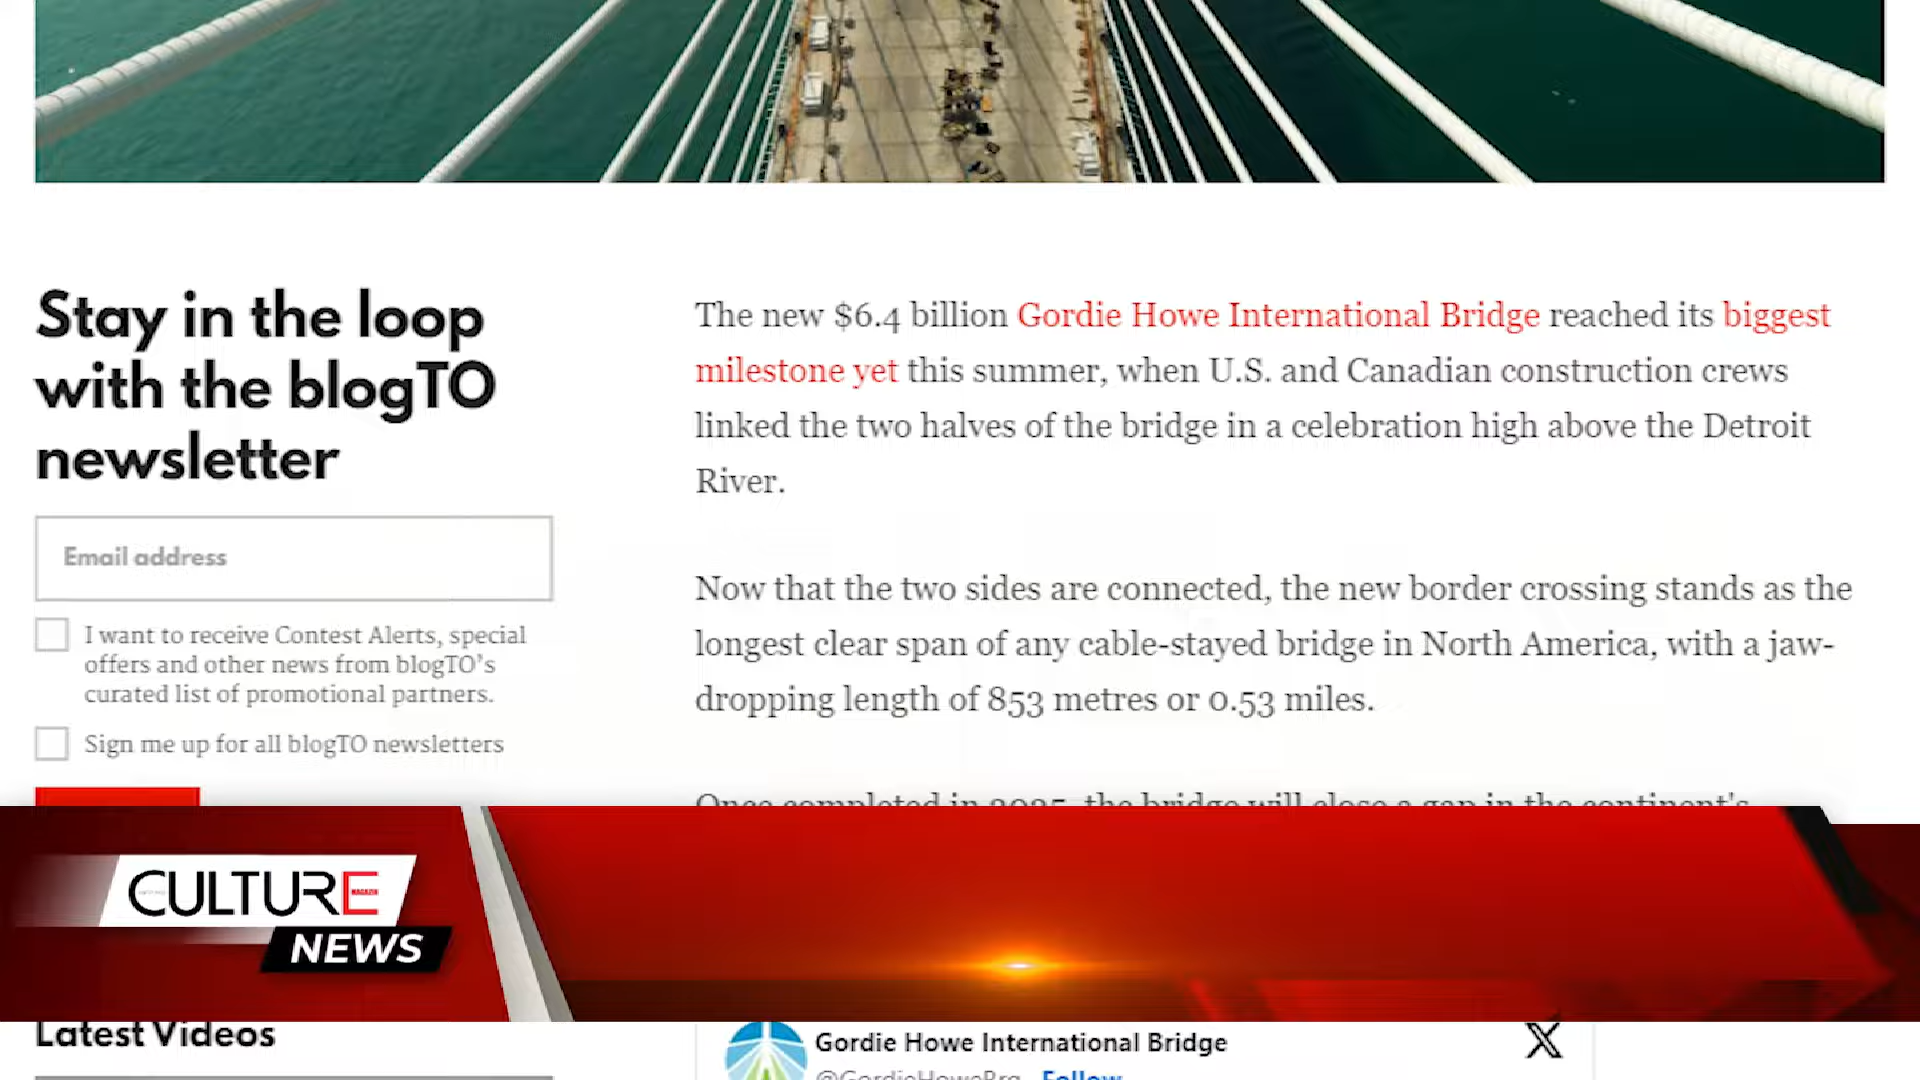 Stay in the loop
with the blogTO
newsletter
Email address
I want to receive Contest Alerts, special
offers and other news from blogTO's
curated list of promotional partners.
Sign me up for all blogTO newsletters
The new $6.4 billion Gordie Howe International Bridge reached its biggest
milestone yet this summer, when U.S. and Canadian construction crews
linked the two halves of the bridge in a celebration high above the Detroit
River.
Now that the two sides are connected, the new border crossing stands as the
longest clear span of any cable-stayed bridge in North America, with a jaw-
dropping length of 853 metres or 0.53 miles.
Once completed in 2025, the bridge will close a gap in the continent's
CULTURE
MAGAZIN
NEWS
Latest Videos
Gordie Howe International Bridge
@GordieHoweBrg Follow